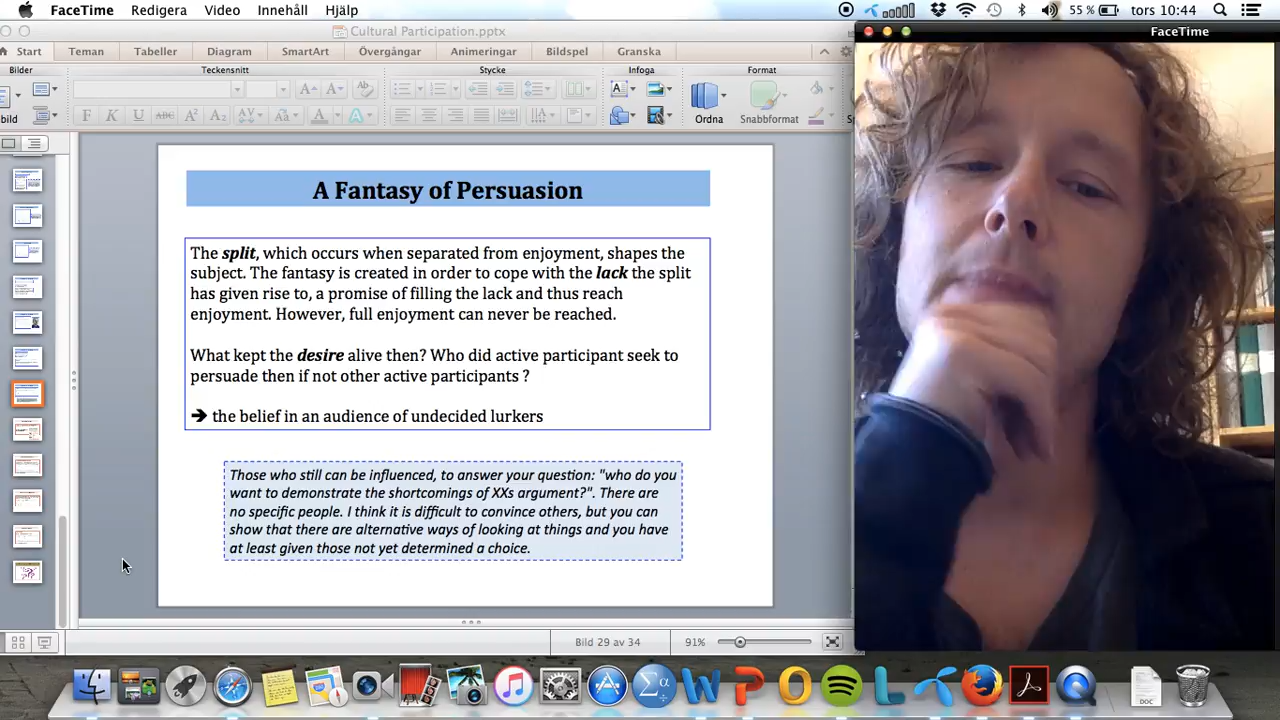 FaceTime Redigera Video Innehåll Hjälp 55 % tors 10:44
Cultural Participation.pptx
FaceTime
Start Teman Tabeller Diagram SmartArt Övergångar Animeringar Bildspel Granska
Bilder Teckensnitt Stycke Infoga Format
bild F K U ABC A² A₂ AV Aa A A Ordna Snabbformat
A Fantasy of Persuasion
The split, which occurs when separated from enjoyment, shapes the
subject. The fantasy is created in order to cope with the lack the split
has given rise to, a promise of filling the lack and thus reach
enjoyment. However, full enjoyment can never be reached.
What kept the desire alive then? Who did active participant seek to
persuade then if not other active participants ?
➔ the belief in an audience of undecided lurkers
Those who still can be influenced, to answer your question: "who do you
want to demonstrate the shortcomings of XXs argument?". There are
no specific people. I think it is difficult to convince others, but you can
show that there are alternative ways of looking at things and you have
at least given those not yet determined a choice.
Bild 29 av 34 91%
DOC